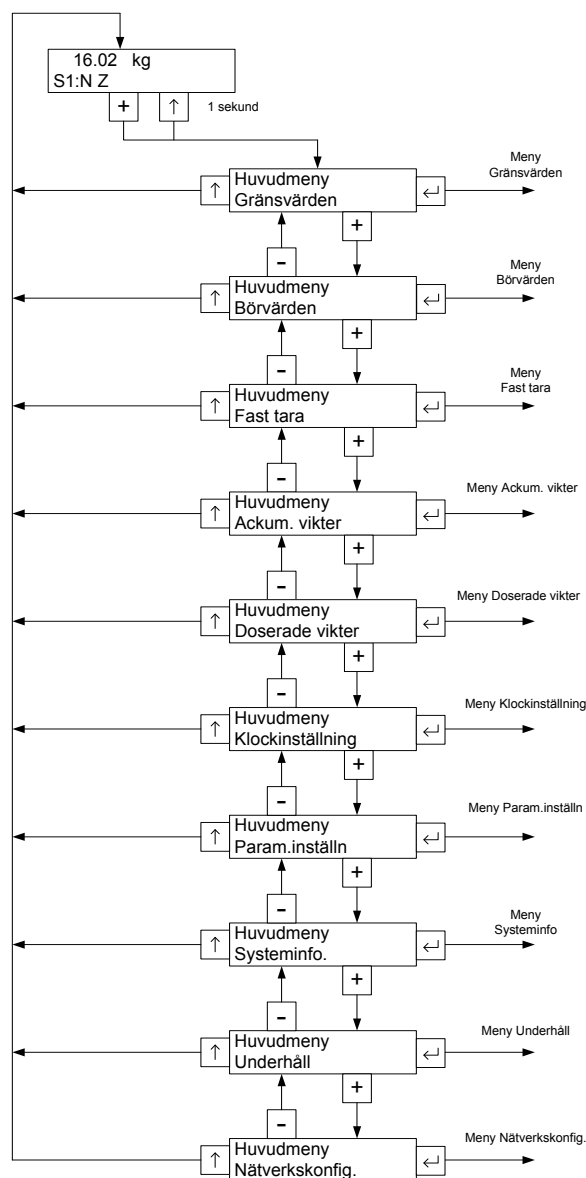 16.02 kg
S1:N Z
+ ↑ 1 sekund
Meny
Gränsvärden
↑ Huvudmeny ↵
Gränsvärden
+
-
Meny
Börvärden
↑ Huvudmeny ↵
Börvärden
+
-
Meny
Fast tara
↑ Huvudmeny ↵
Fast tara
+
-
Meny Ackum. vikter
↑ Huvudmeny ↵
Ackum. vikter
+
-
Meny Doserade vikter
↑ Huvudmeny ↵
Doserade vikter
+
-
Meny Klockinställning
↑ Huvudmeny ↵
Klockinställning
+
-
Meny Param.inställn
↑ Huvudmeny ↵
Param.inställn
+
-
Meny
Systeminfo
↑ Huvudmeny ↵
Systeminfo.
+
-
Meny Underhåll
↑ Huvudmeny ↵
Underhåll
+
-
Meny Nätverkskonfig.
↑ Huvudmeny ↵
Nätverkskonfig.